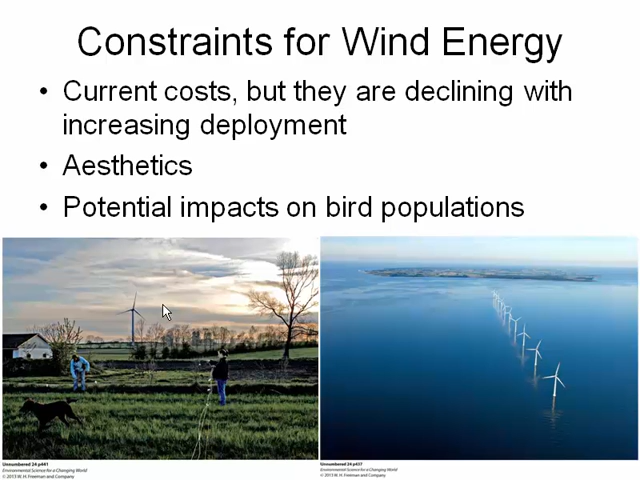 Constraints for Wind Energy
• Current costs, but they are declining with
increasing deployment
• Aesthetics
• Potential impacts on bird populations
Unnumbered 24 p441
Environmental Science for a Changing World
© 2013 W. H. Freeman and Company
Unnumbered 24 p437
Environmental Science for a Changing World
© 2013 W. H. Freeman and Company